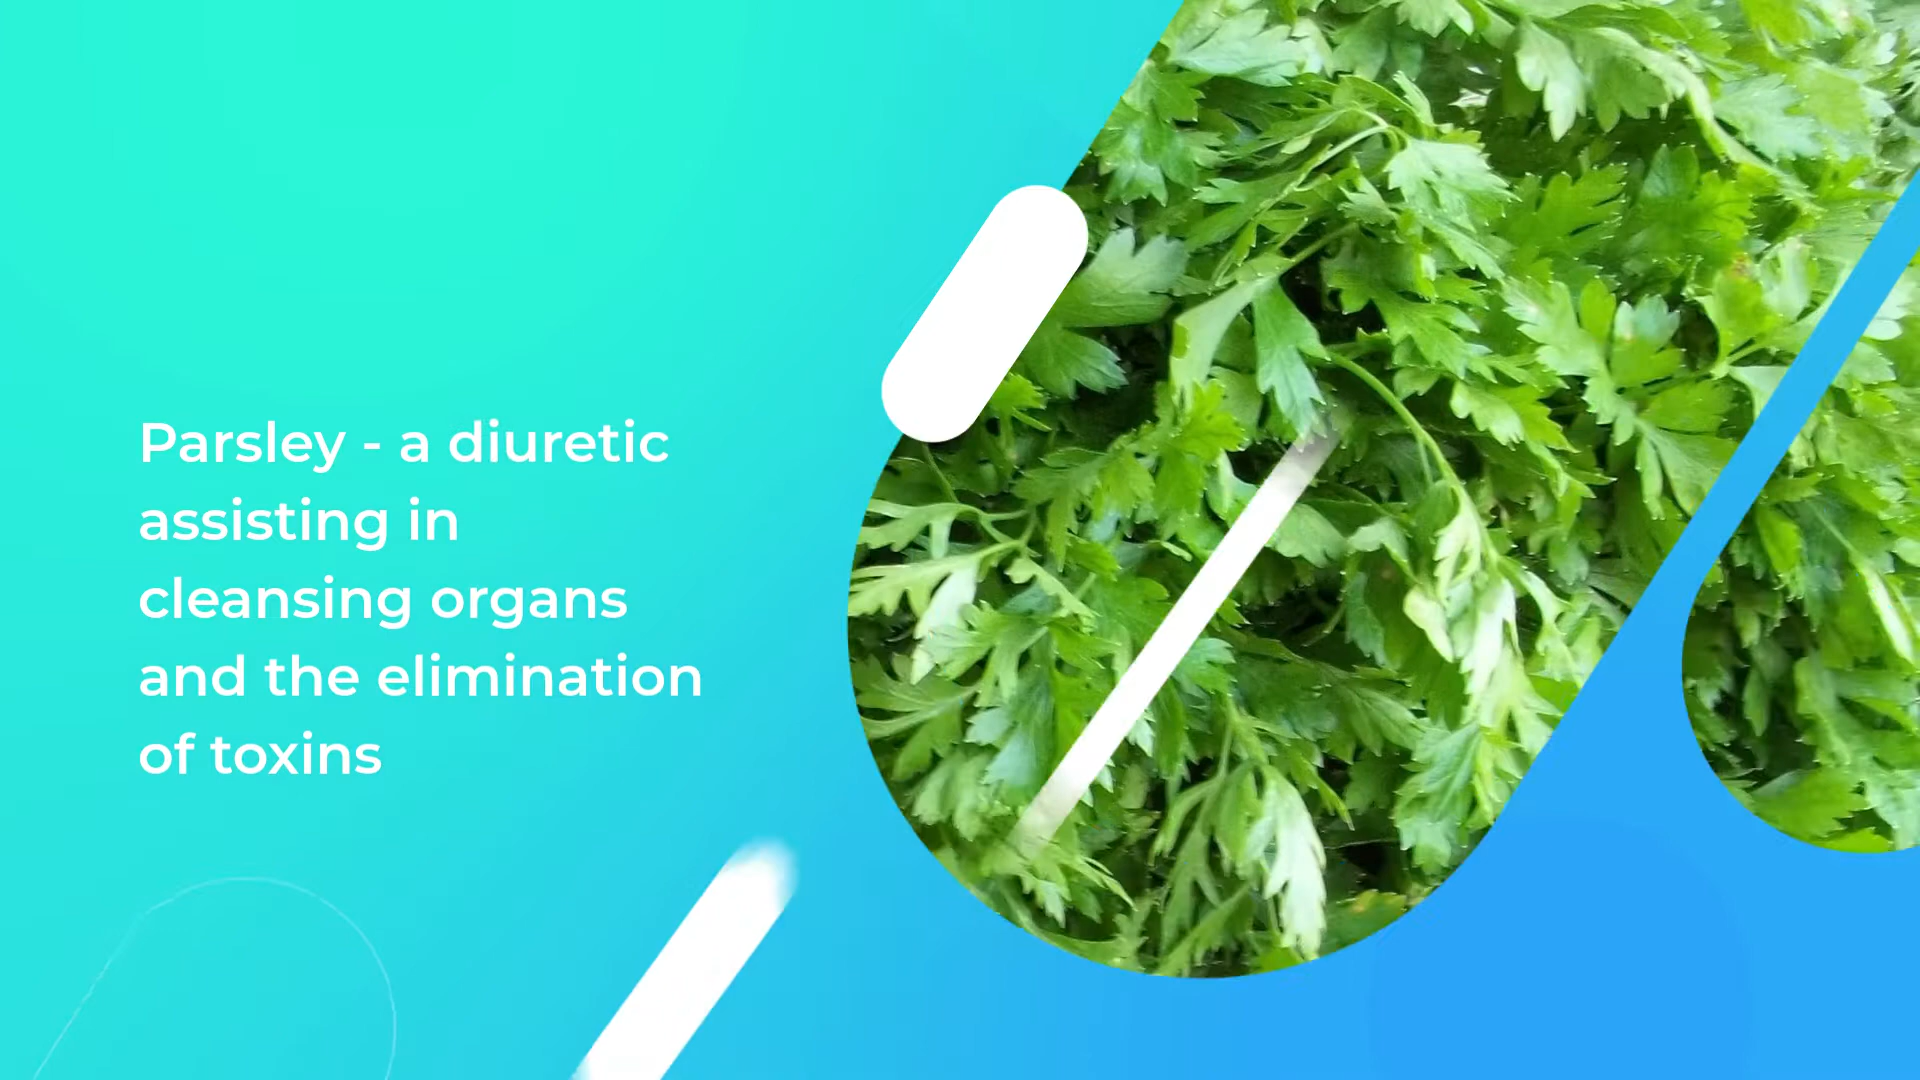 Parsley - a diuretic
assisting in
cleansing organs
and the elimination
of toxins